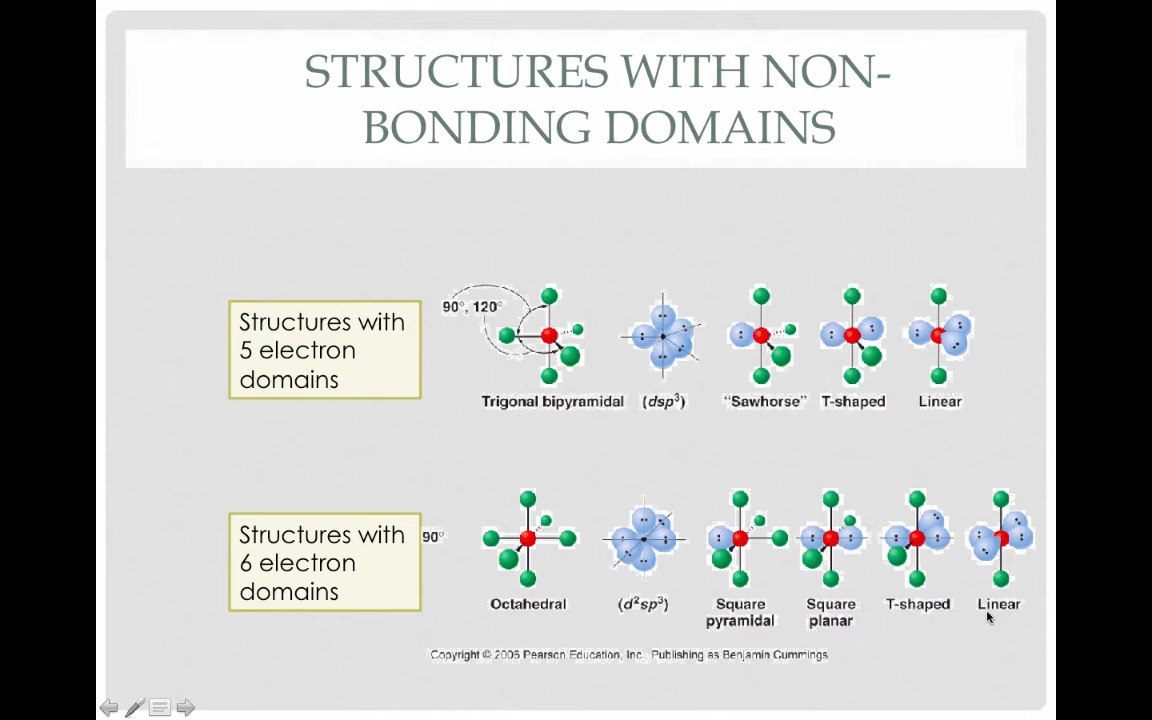 STRUCTURES WITH NON-
BONDING DOMAINS
Structures with
5 electron
domains
90°, 120°
Trigonal bipyramidal (dsp³) “Sawhorse” T-shaped Linear
Structures with
6 electron
domains
90°
Octahedral (d²sp³) Square pyramidal Square planar T-shaped Linear
Copyright © 2006 Pearson Education, Inc. Publishing as Benjamin Cummings